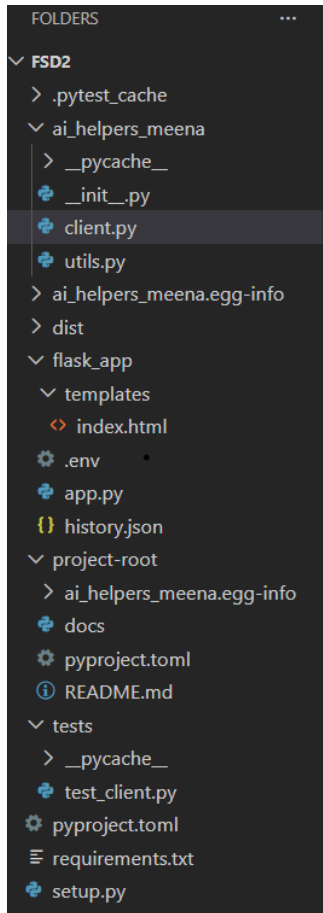 FOLDERS ...
FSD2
.pytest_cache
ai_helpers_meena
__pycache__
__init__.py
client.py
utils.py
ai_helpers_meena.egg-info
dist
flask_app
templates
index.html
.env
app.py
history.json
project-root
ai_helpers_meena.egg-info
docs
pyproject.toml
README.md
tests
__pycache__
test_client.py
pyproject.toml
requirements.txt
setup.py